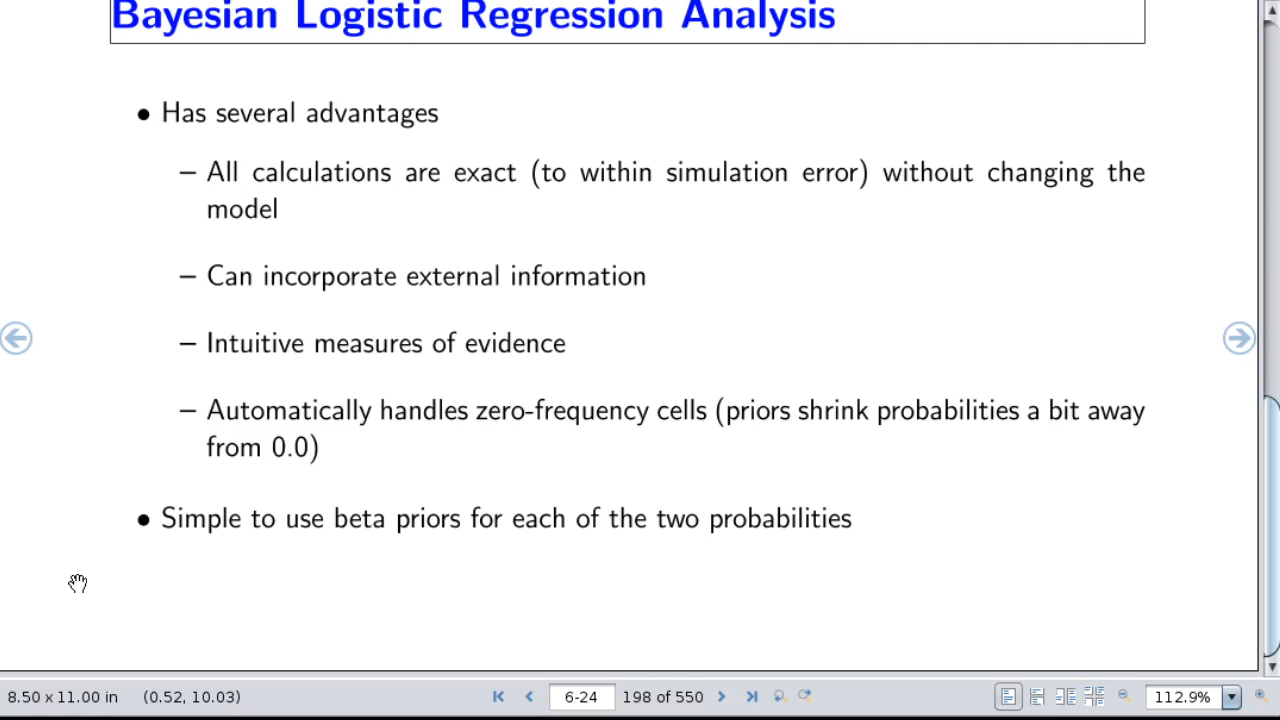 Bayesian Logistic Regression Analysis
• Has several advantages
– All calculations are exact (to within simulation error) without changing the
model
– Can incorporate external information
– Intuitive measures of evidence
– Automatically handles zero-frequency cells (priors shrink probabilities a bit away
from 0.0)
• Simple to use beta priors for each of the two probabilities
8.50 x 11.00 in (0.52, 10.03) 6-24 198 of 550 112.9%